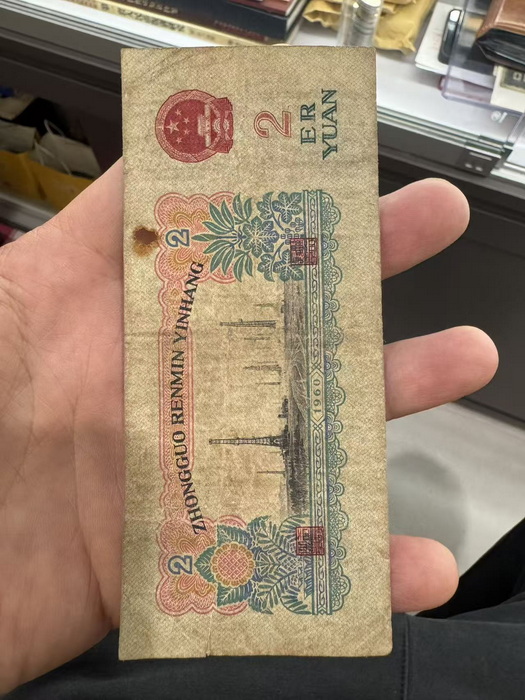 ZHONGGUO RENMIN YINHANG
2
2
2
ER
YUAN
1960